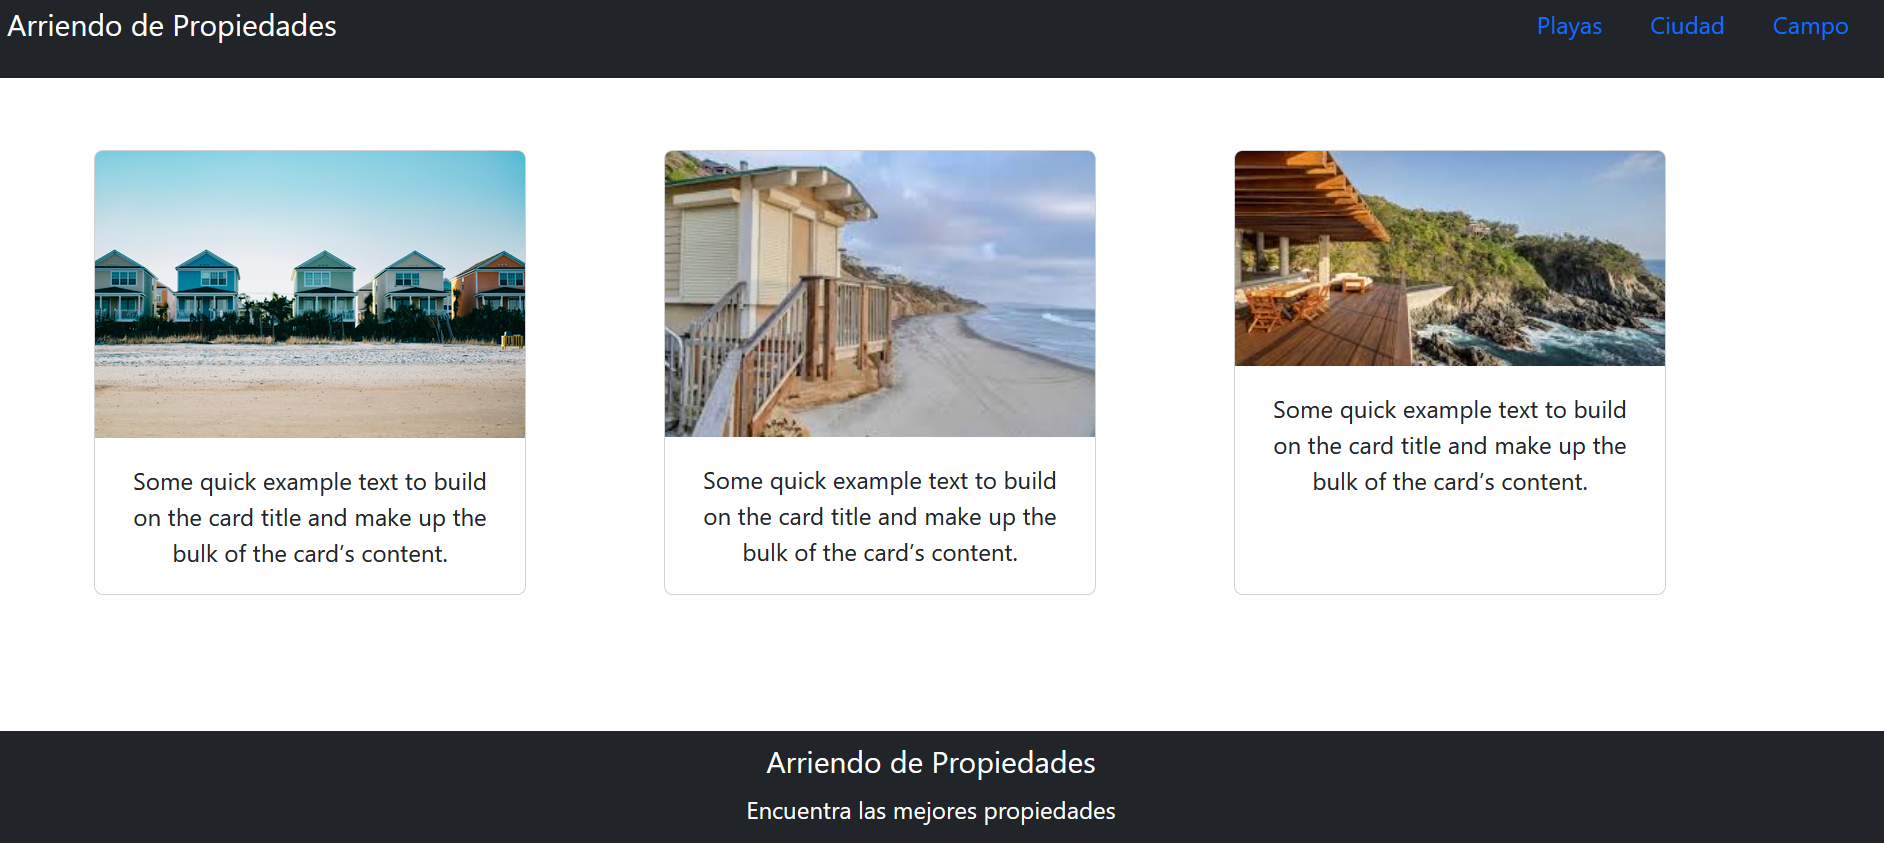 Arriendo de Propiedades
Playas Ciudad Campo
Some quick example text to build
on the card title and make up the
bulk of the card’s content.
Some quick example text to build
on the card title and make up the
bulk of the card’s content.
Some quick example text to build
on the card title and make up the
bulk of the card’s content.
Arriendo de Propiedades
Encuentra las mejores propiedades